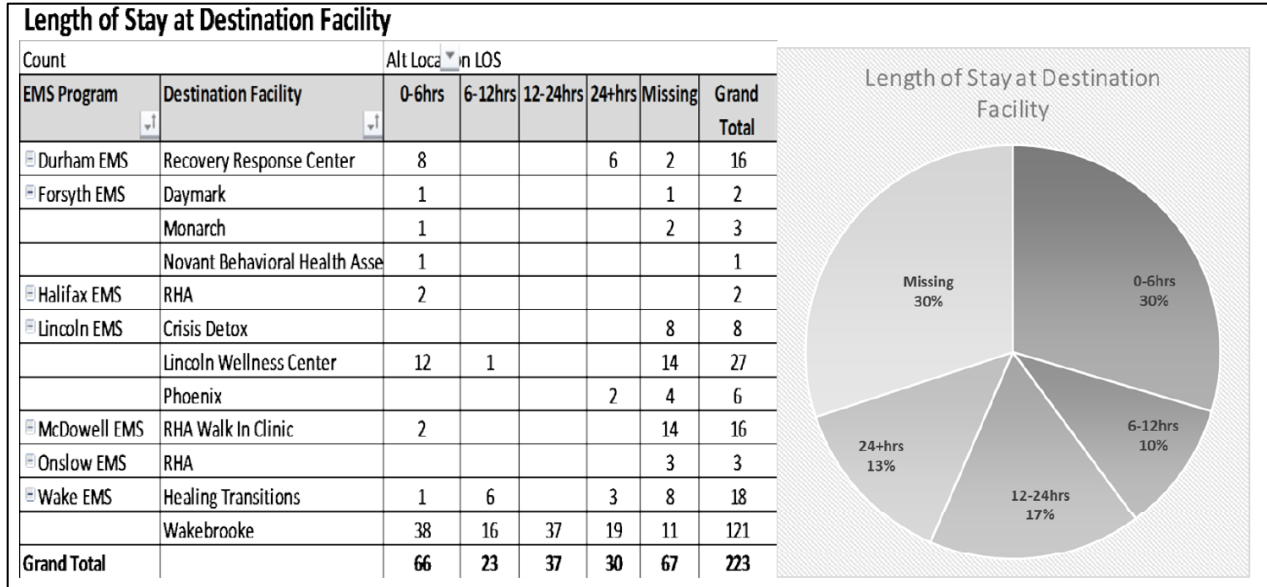 Length of Stay at Destination Facility
Count Alt Loca on LOS
EMS Program Destination Facility 0-6hrs 6-12hrs 12-24hrs 24+hrs Missing Grand
Total
Durham EMS Recovery Response Center 8 6 2 16
Forsyth EMS Daymark 1 1 2
Monarch 1 2 3
Novant Behavioral Health Asse 1 1
Halifax EMS RHA 2 2
Lincoln EMS Crisis Detox 8 8
Lincoln Wellness Center 12 1 14 27
Phoenix 2 4 6
McDowell EMS RHA Walk In Clinic 2 14 16
Onslow EMS RHA 3 3
Wake EMS Healing Transitions 1 6 3 8 18
Wakebrooke 38 16 37 19 11 121
Grand Total 66 23 37 30 67 223
Length of Stay at Destination
Facility
Missing
30%
0-6hrs
30%
6-12hrs
10%
24+hrs
13%
12-24hrs
17%